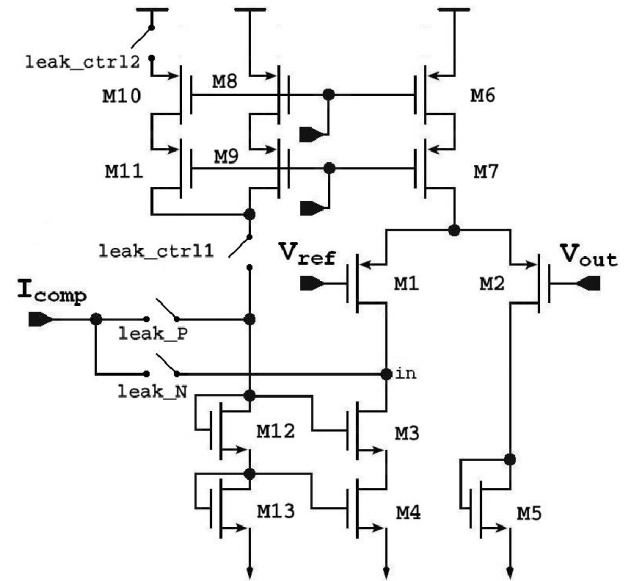 leak_ctrl2
M10
M8
M6
M11
M9
M7
leak_ctrl1
Vref
Vout
M1
M2
Icomp
leak_P
in
leak_N
M12
M3
M13
M4
M5